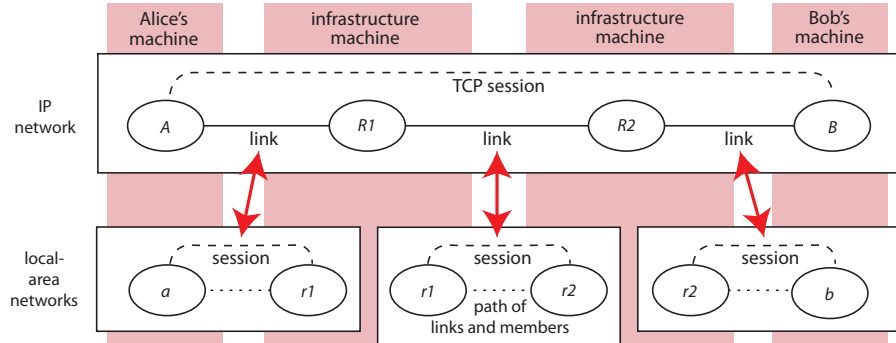 Alice's
machine
infrastructure
machine
infrastructure
machine
Bob's
machine
IP
network
TCP session
A
R1
R2
B
link
link
link
local-
area
networks
session
a
r1
session
r1
r2
path of
links and members
session
r2
b